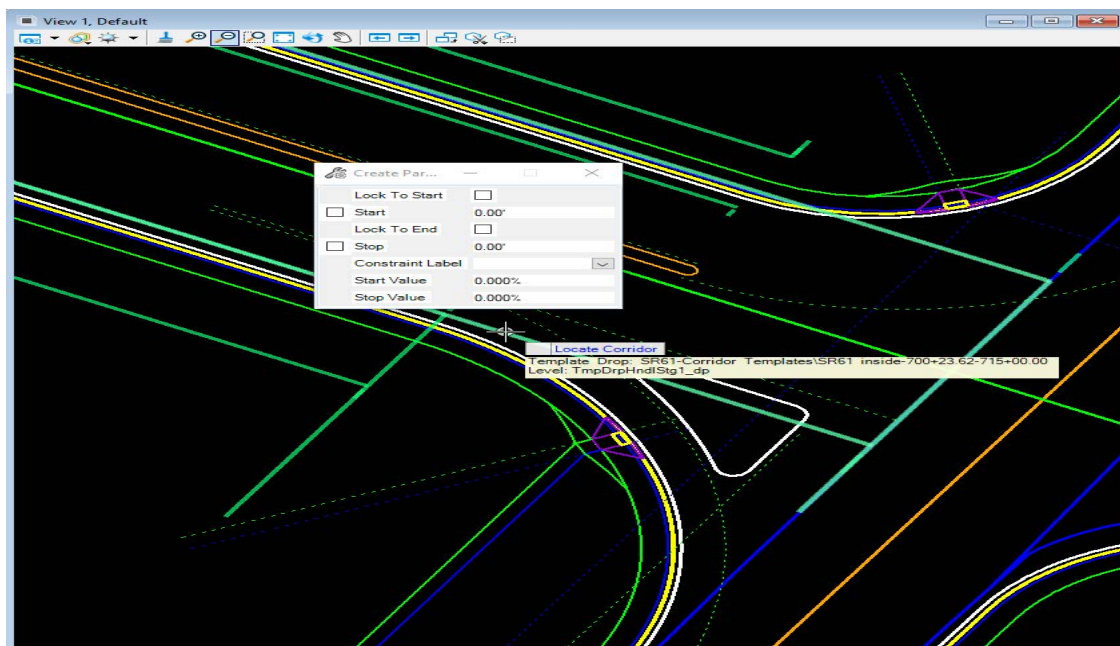 View 1, Default
Create Par...
Lock To Start
Start 0.00'
Lock To End
Stop 0.00'
Constraint Label
Start Value 0.000%
Stop Value 0.000%
Locate Corridor
Template Drop: SR61-Corridor Templates\SR61 inside-700+23.62-715+00.00
Level: TmpDrpHndlStg1_dp